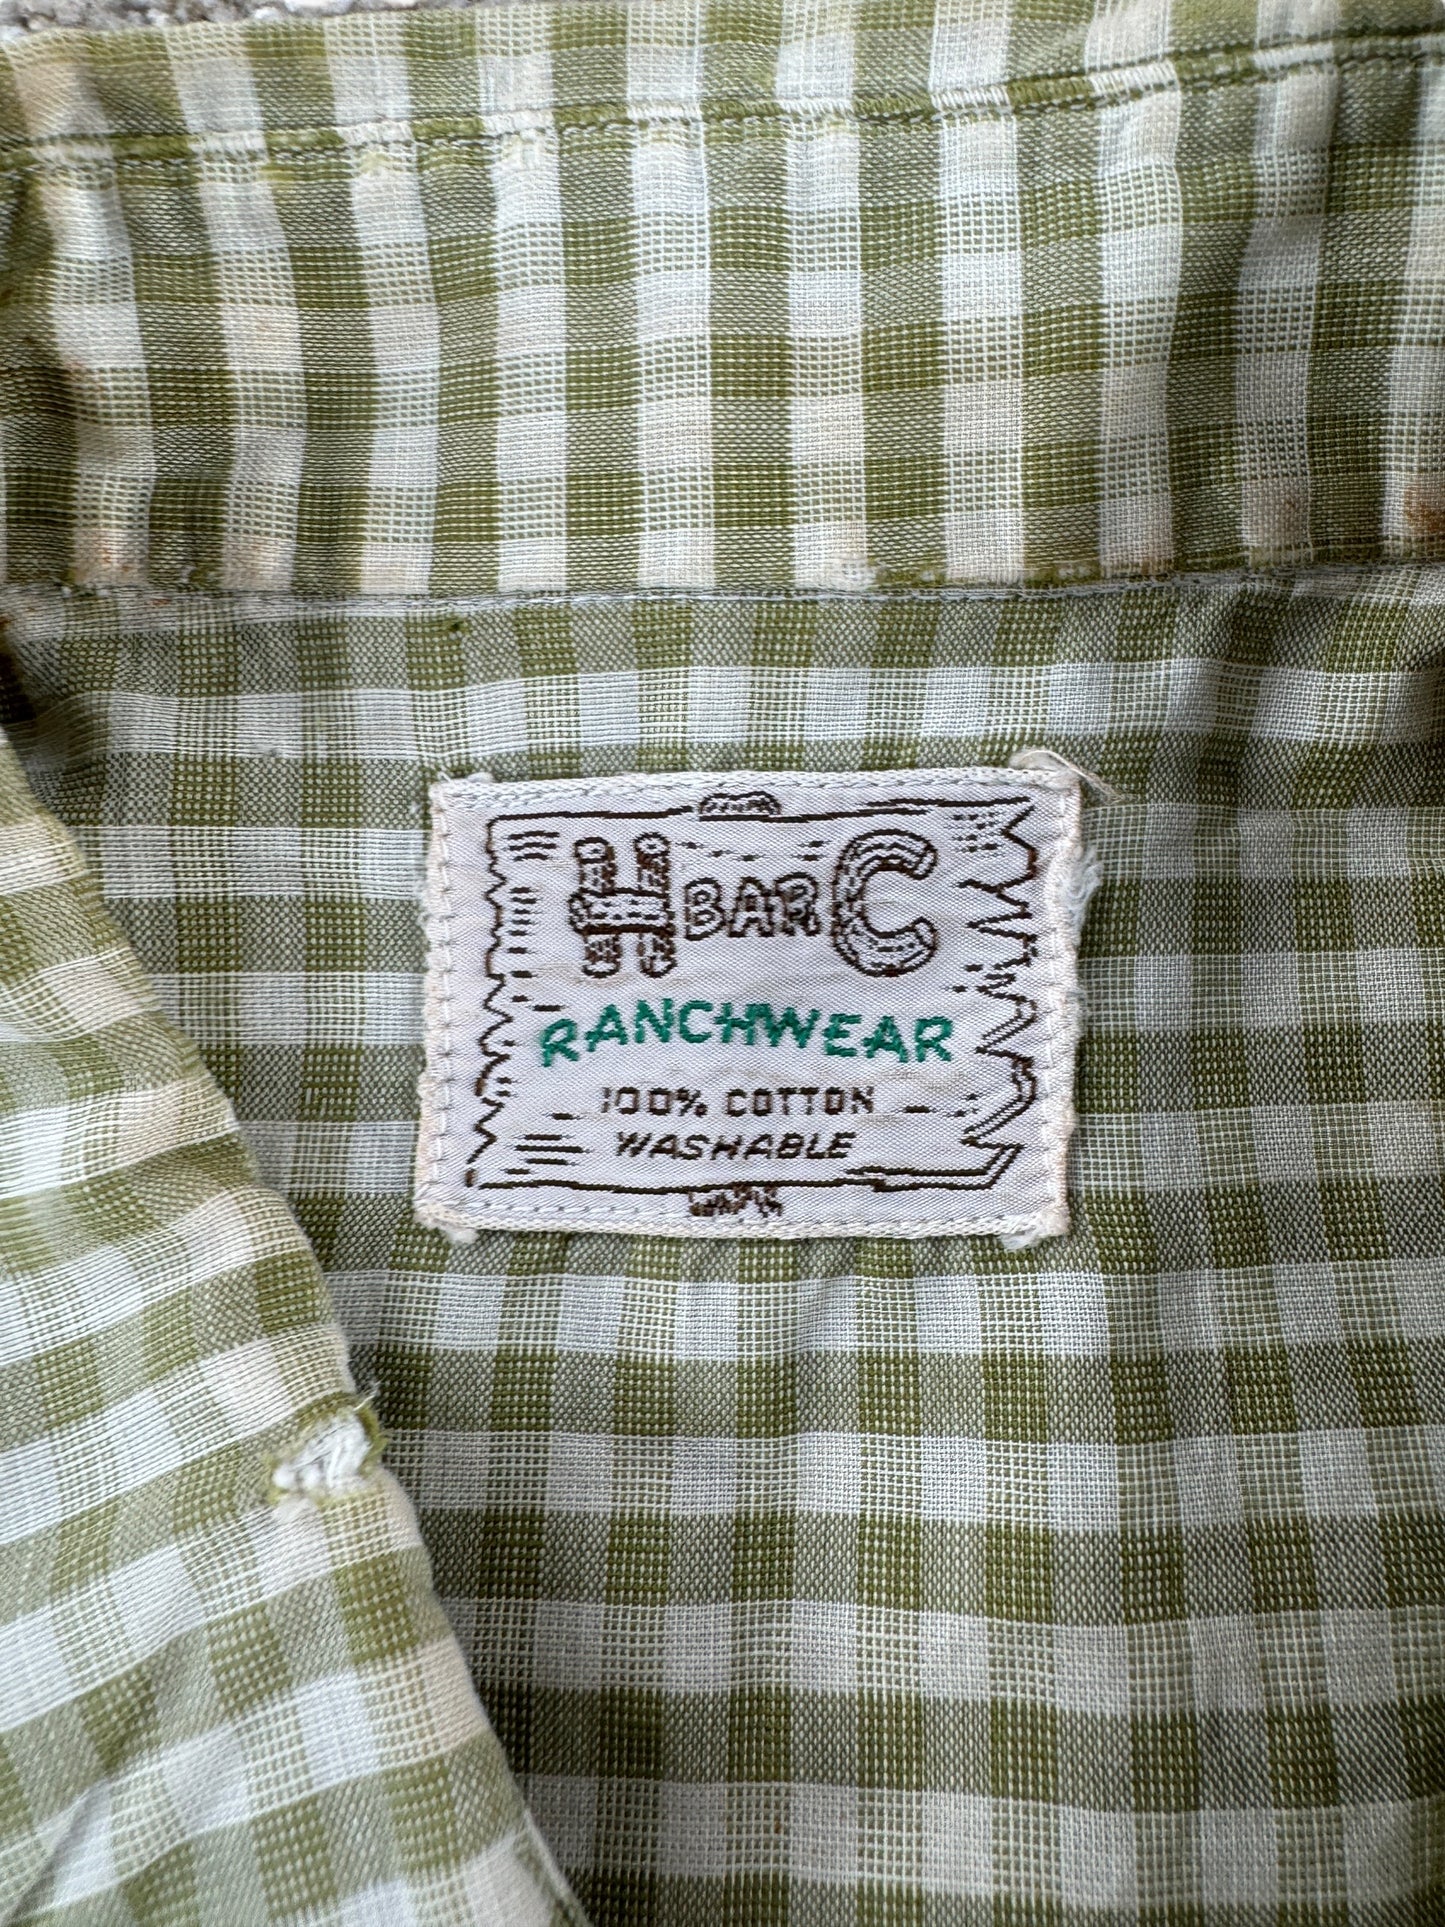 H BAR C
RANCHWEAR
100% COTTON
WASHABLE